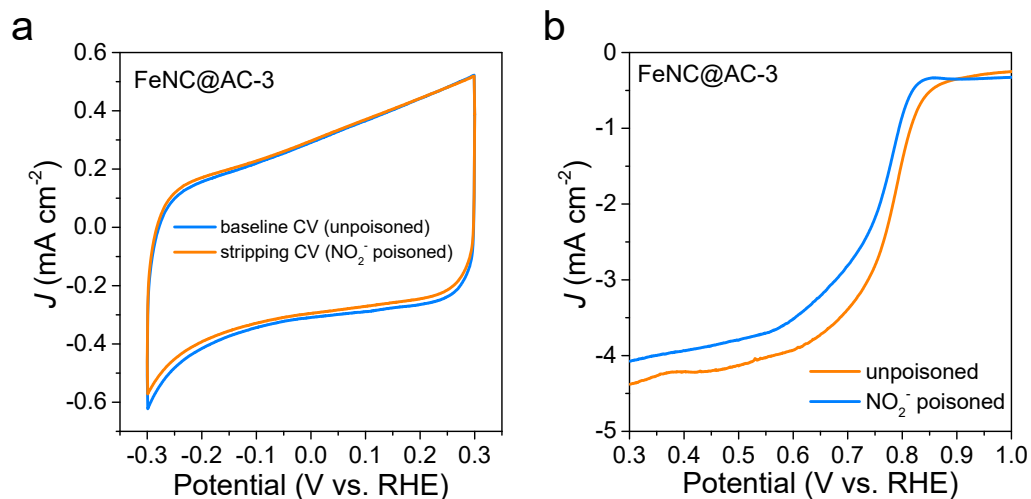 a
FeNC@AC-3
0.6
0.4
0.2
0.0
-0.2
-0.4
-0.6
J (mA cm⁻²)
baseline CV (unpoisoned)
stripping CV (NO₂⁻ poisoned)
-0.3 -0.2 -0.1 0.0 0.1 0.2 0.3
Potential (V vs. RHE)
b
FeNC@AC-3
0
-1
-2
-3
-4
-5
J (mA cm⁻²)
unpoisoned
NO₂⁻ poisoned
0.3 0.4 0.5 0.6 0.7 0.8 0.9 1.0
Potential (V vs. RHE)